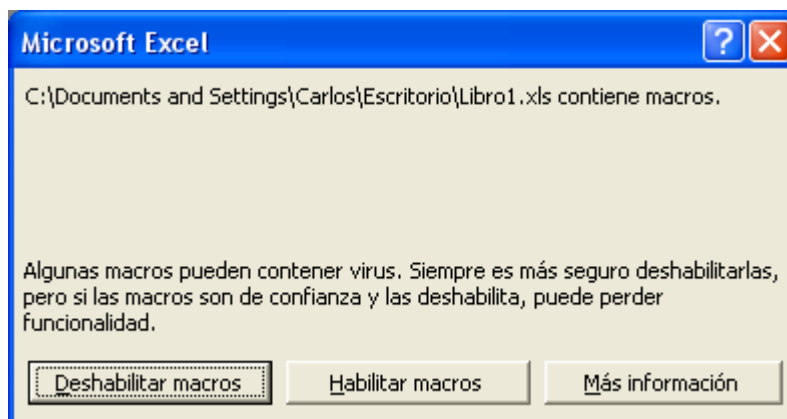 Microsoft Excel
C:\Documents and Settings\Carlos\Escritorio\Libro1.xls contiene macros.
Algunas macros pueden contener virus. Siempre es más seguro deshabilitarlas,
pero si las macros son de confianza y las deshabilita, puede perder
funcionalidad.
Deshabilitar macros Habilitar macros Más información